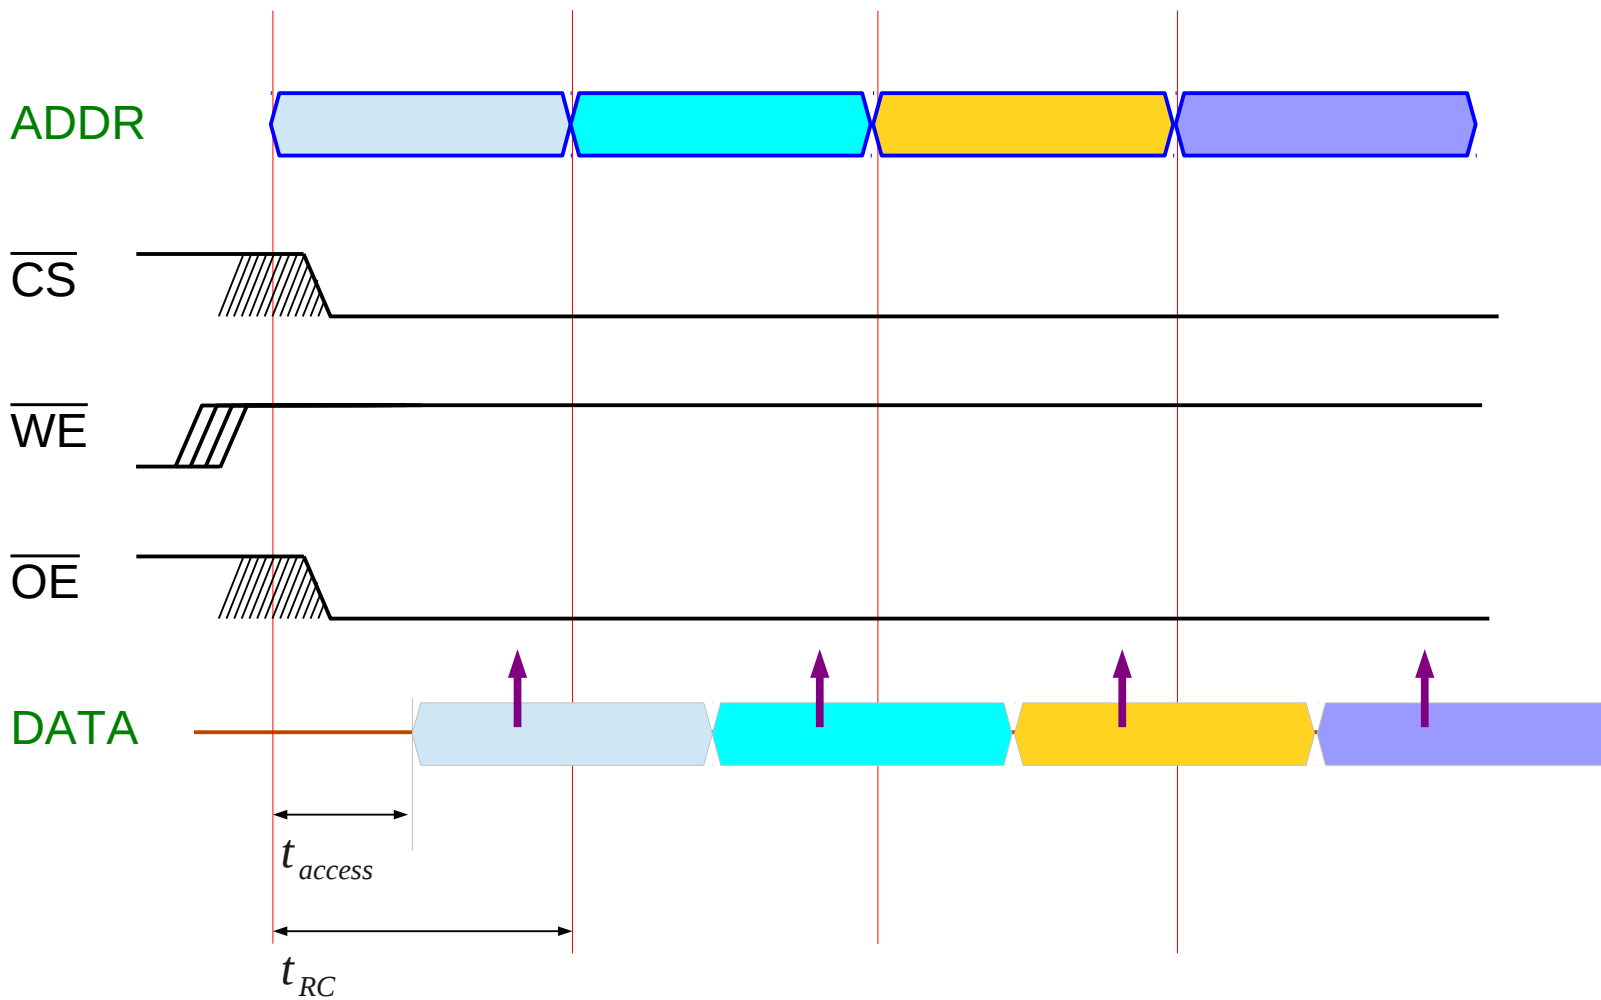 ADDR
CS
WE
OE
DATA
t access
t RC